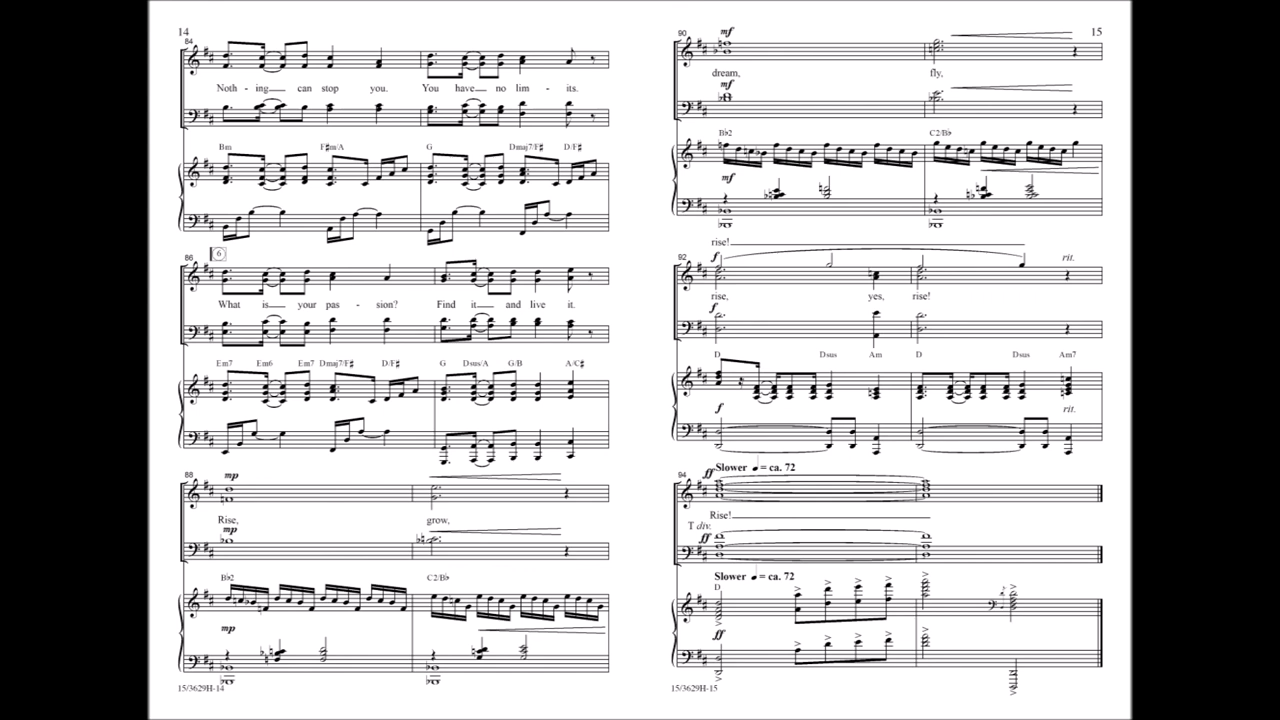 14
84
Noth - ing can stop you. You have no lim - its.
Bm F♯m/A G Dmaj7/F♯ D/F♯
86
6
What is your pas - sion? Find it and live it.
Em7 Em6 Em7 Dmaj7/F♯ D/F♯ G Dsus/A G/B A/C♯
88
mp
Rise, grow,
mp
B♭2 C2/B♭
mp
15/3629H-14
15
90
mf
dream, fly,
mf
B♭2 C2/B♭
mf
rise!
92
f rit.
rise, yes, rise!
f
D Dsus Am D Dsus Am7
f rit.
94
ff Slower ♩ = ca. 72
Rise!
T div.
ff
Slower ♩ = ca. 72
D
ff
15/3629H-15